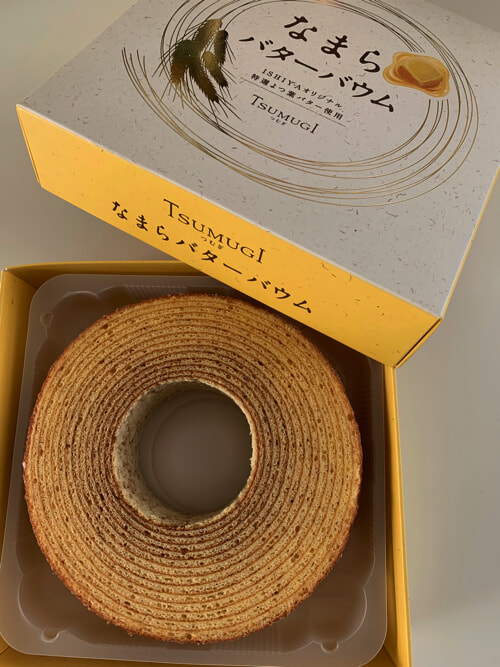 なまら
バターバウム
ISHIYAオリジナル
特選よつ葉バター使用
TSUMUGI
つむぎ
TSUMUGI
つむぎ
なまらバターバウム